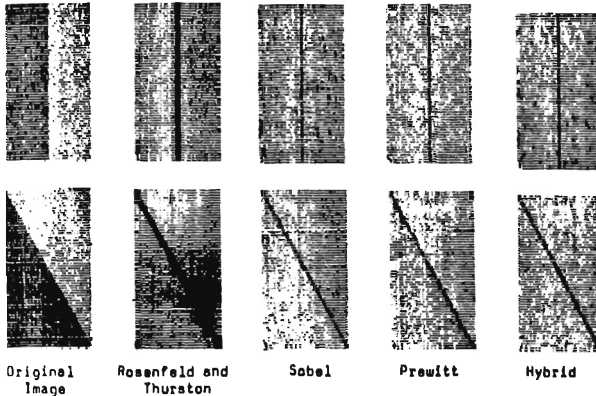 Original Image
Rosenfeld and Thurston
Sobel
Prewitt
Hybrid